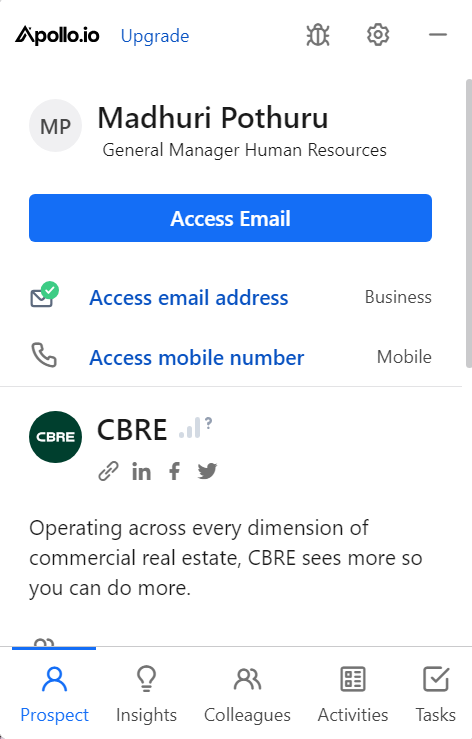 Apollo.io Upgrade
MP
Madhuri Pothuru
General Manager Human Resources
Access Email
Access email address Business
Access mobile number Mobile
CBRE
CBRE ?
Operating across every dimension of
commercial real estate, CBRE sees more so
you can do more.
Prospect Insights Colleagues Activities Tasks